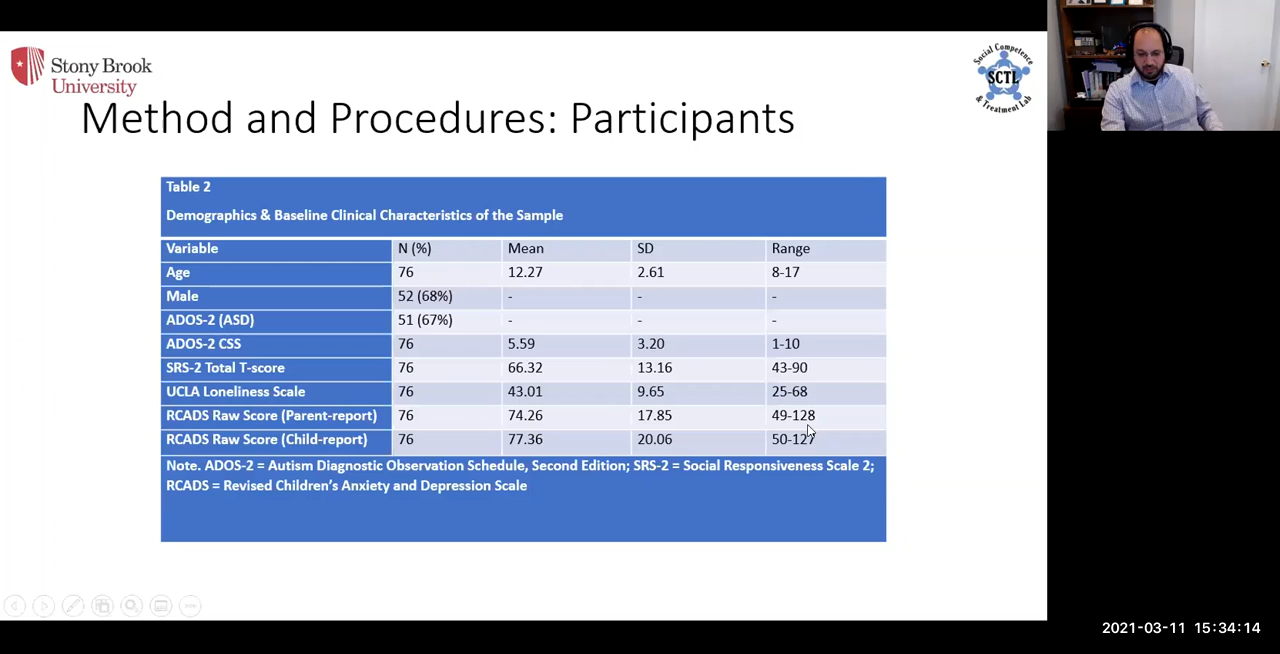 Stony Brook
University
Social Competence
SCTL
& Treatment Lab
Method and Procedures: Participants
Table 2
Demographics & Baseline Clinical Characteristics of the Sample
Variable N (%) Mean SD Range
Age 76 12.27 2.61 8-17
Male 52 (68%) - - -
ADOS-2 (ASD) 51 (67%) - - -
ADOS-2 CSS 76 5.59 3.20 1-10
SRS-2 Total T-score 76 66.32 13.16 43-90
UCLA Loneliness Scale 76 43.01 9.65 25-68
RCADS Raw Score (Parent-report) 76 74.26 17.85 49-128
RCADS Raw Score (Child-report) 76 77.36 20.06 50-127
Note. ADOS-2 = Autism Diagnostic Observation Schedule, Second Edition; SRS-2 = Social Responsiveness Scale 2;
RCADS = Revised Children's Anxiety and Depression Scale
2021-03-11 15:34:14